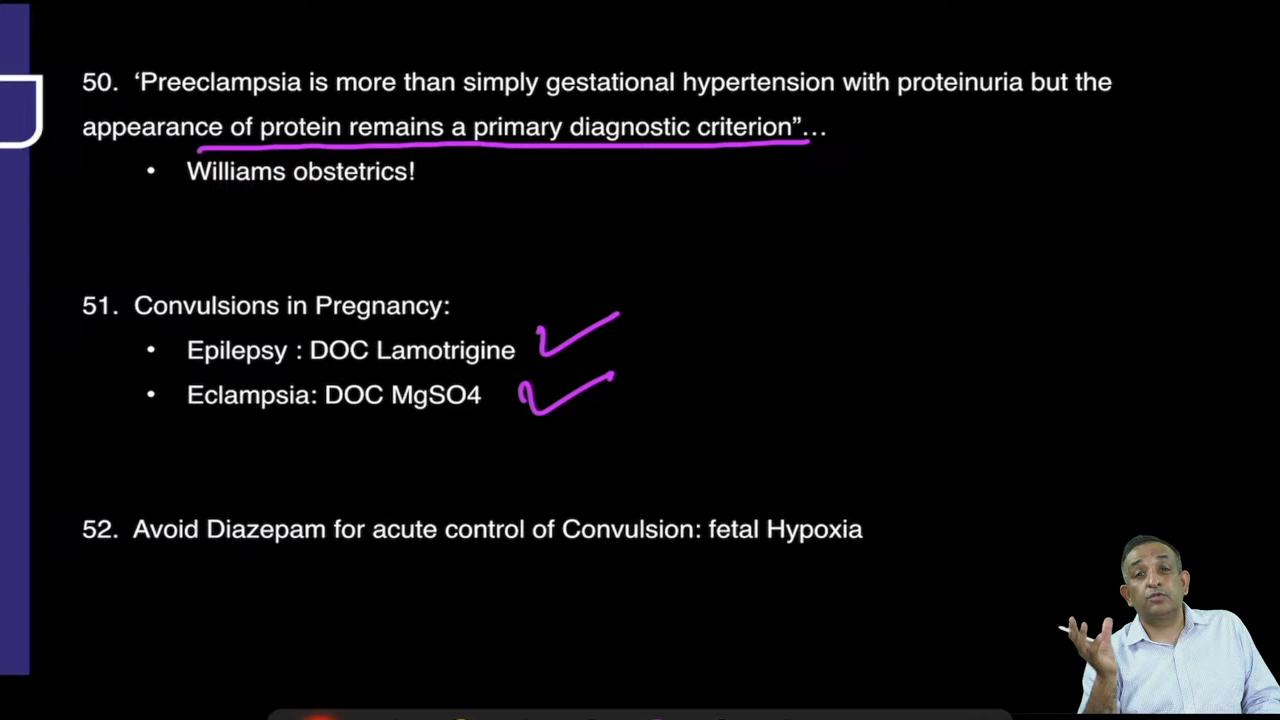 50. ‘Preeclampsia is more than simply gestational hypertension with proteinuria but the
appearance of protein remains a primary diagnostic criterion”…
• Williams obstetrics!
51. Convulsions in Pregnancy:
• Epilepsy : DOC Lamotrigine
• Eclampsia: DOC MgSO4
52. Avoid Diazepam for acute control of Convulsion: fetal Hypoxia